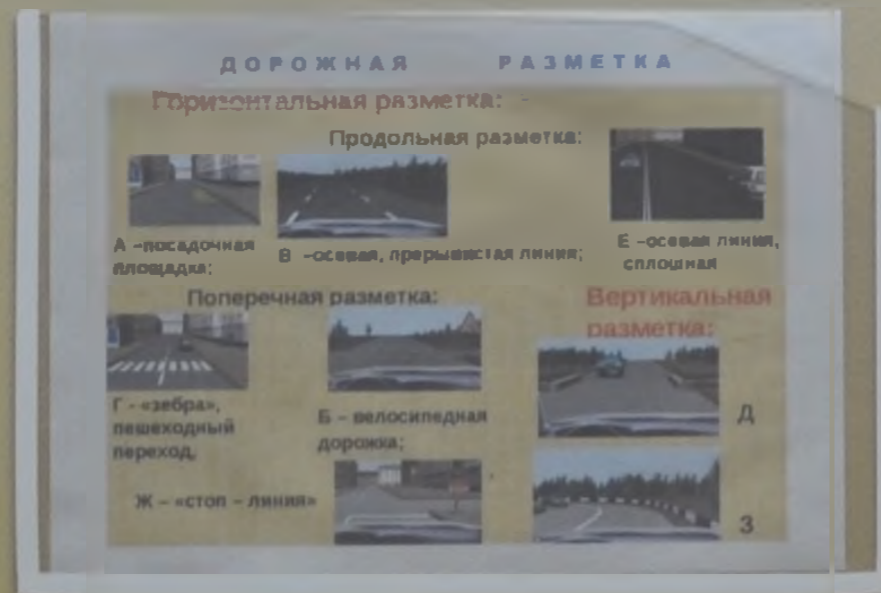 ДОРОЖНАЯ РАЗМЕТКА
Горизонтальная разметка: -
Продольная разметка:
А –посадочная
площадка;
В –осевая, прерывистая линия;
Е –осевая линия,
сплошная
Поперечная разметка:
Вертикальная
разметка:
Г - «зебра»,
пешеходный
переход,
Б – велосипедная
дорожка;
Д
Ж – «стоп – линия»
З